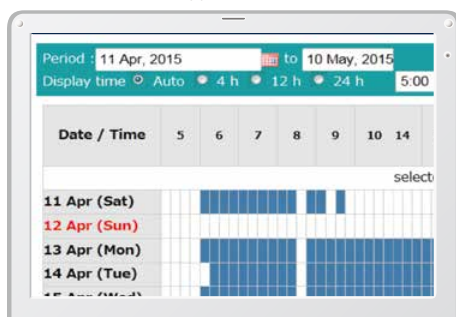 Period : 11 Apr, 2015 to 10 May, 2015
Display time Auto 4 h 12 h 24 h 5:00
Date / Time 5 6 7 8 9 10 14
11 Apr (Sat)
12 Apr (Sun)
13 Apr (Mon)
14 Apr (Tue)